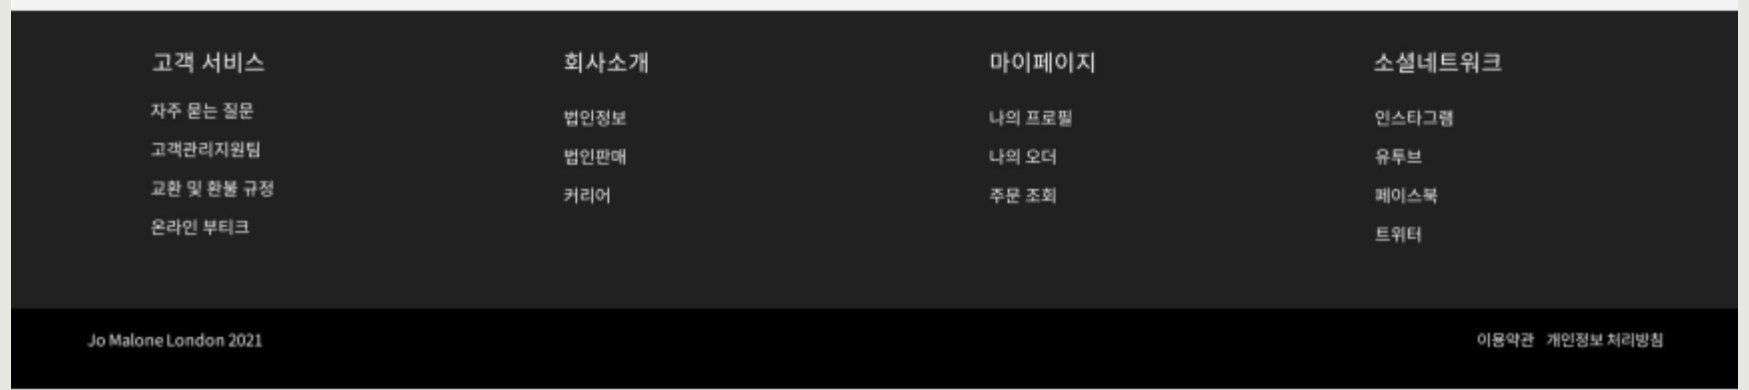 고객 서비스
자주 묻는 질문
고객관리지원팀
교환 및 환불 규정
온라인 부티크
회사소개
법인정보
법인판매
커리어
마이페이지
나의 프로필
나의 오더
주문 조회
소셜네트워크
인스타그램
유투브
페이스북
트위터
Jo Malone London 2021
이용약관 개인정보 처리방침